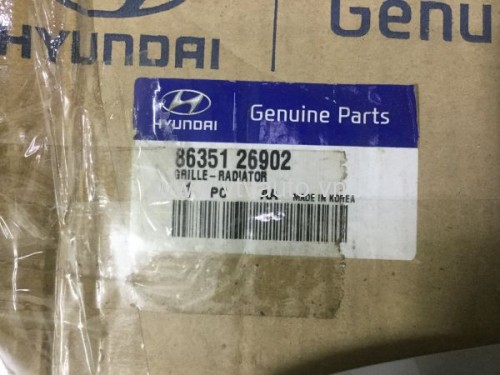 HYUNDAI
Genu
HYUNDAI
Genuine Parts
86351 26902
GRILLE-RADIATOR
1 PC MADE IN KOREA